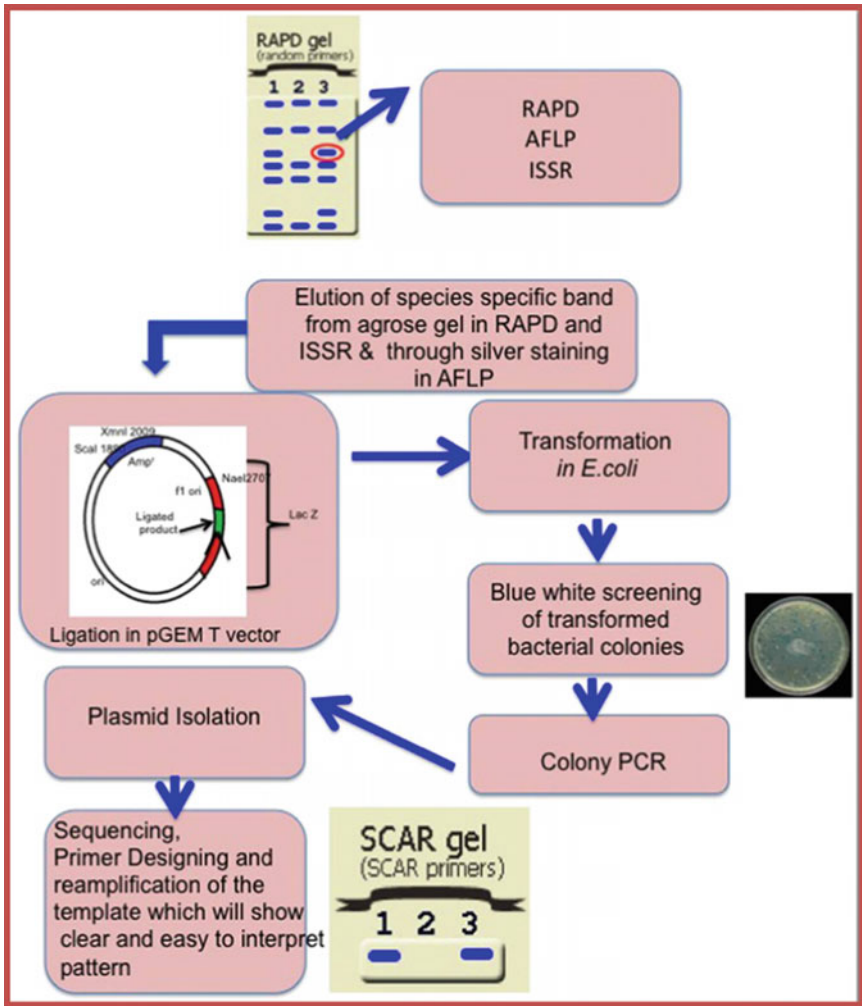 RAPD gel
(random primers)
1 2 3
RAPD
AFLP
ISSR
Elution of species specific band
from agrose gel in RAPD and
ISSR & through silver staining
in AFLP
XmnI 2009
ScaI 18
Amp^r
NaeI270
f1 ori
Ligated
product
Lac Z
ori
Ligation in pGEM T vector
Transformation
in E.coli
Blue white screening
of transformed
bacterial colonies
Colony PCR
Plasmid Isolation
Sequencing,
Primer Designing and
reamplification of the
template which will show
clear and easy to interpret
pattern
SCAR gel
(SCAR primers)
1 2 3